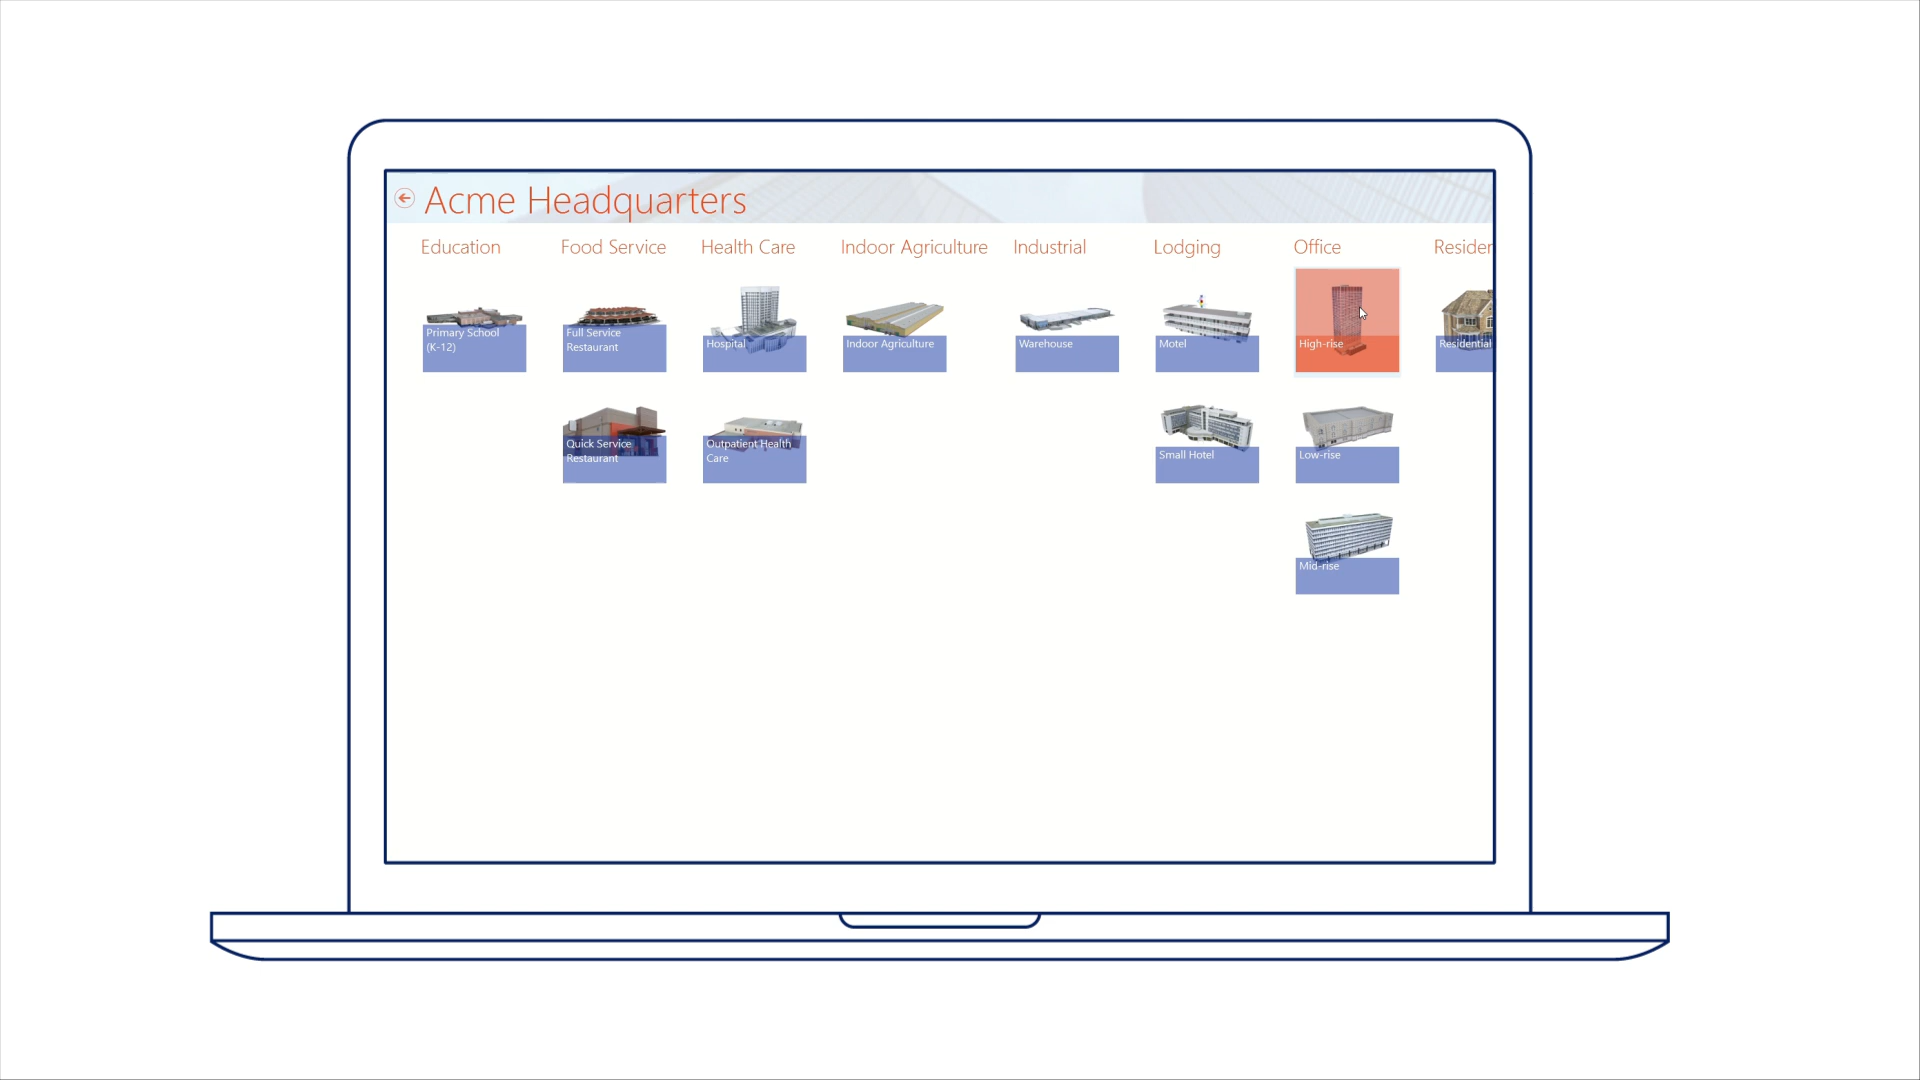 Acme Headquarters
Education
Food Service
Health Care
Indoor Agriculture
Industrial
Lodging
Office
Residen
Primary School
(K-12)
Full Service
Restaurant
Hospital
Indoor Agriculture
Warehouse
Motel
High-rise
Residential
Quick Service
Restaurant
Outpatient Health
Care
Small Hotel
Low-rise
Mid-rise